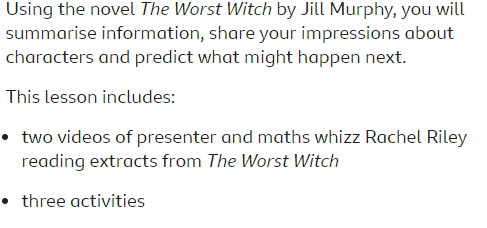 Using the novel The Worst Witch by Jill Murphy, you will
summarise information, share your impressions about
characters and predict what might happen next.
This lesson includes:
• two videos of presenter and maths whizz Rachel Riley
reading extracts from The Worst Witch
• three activities